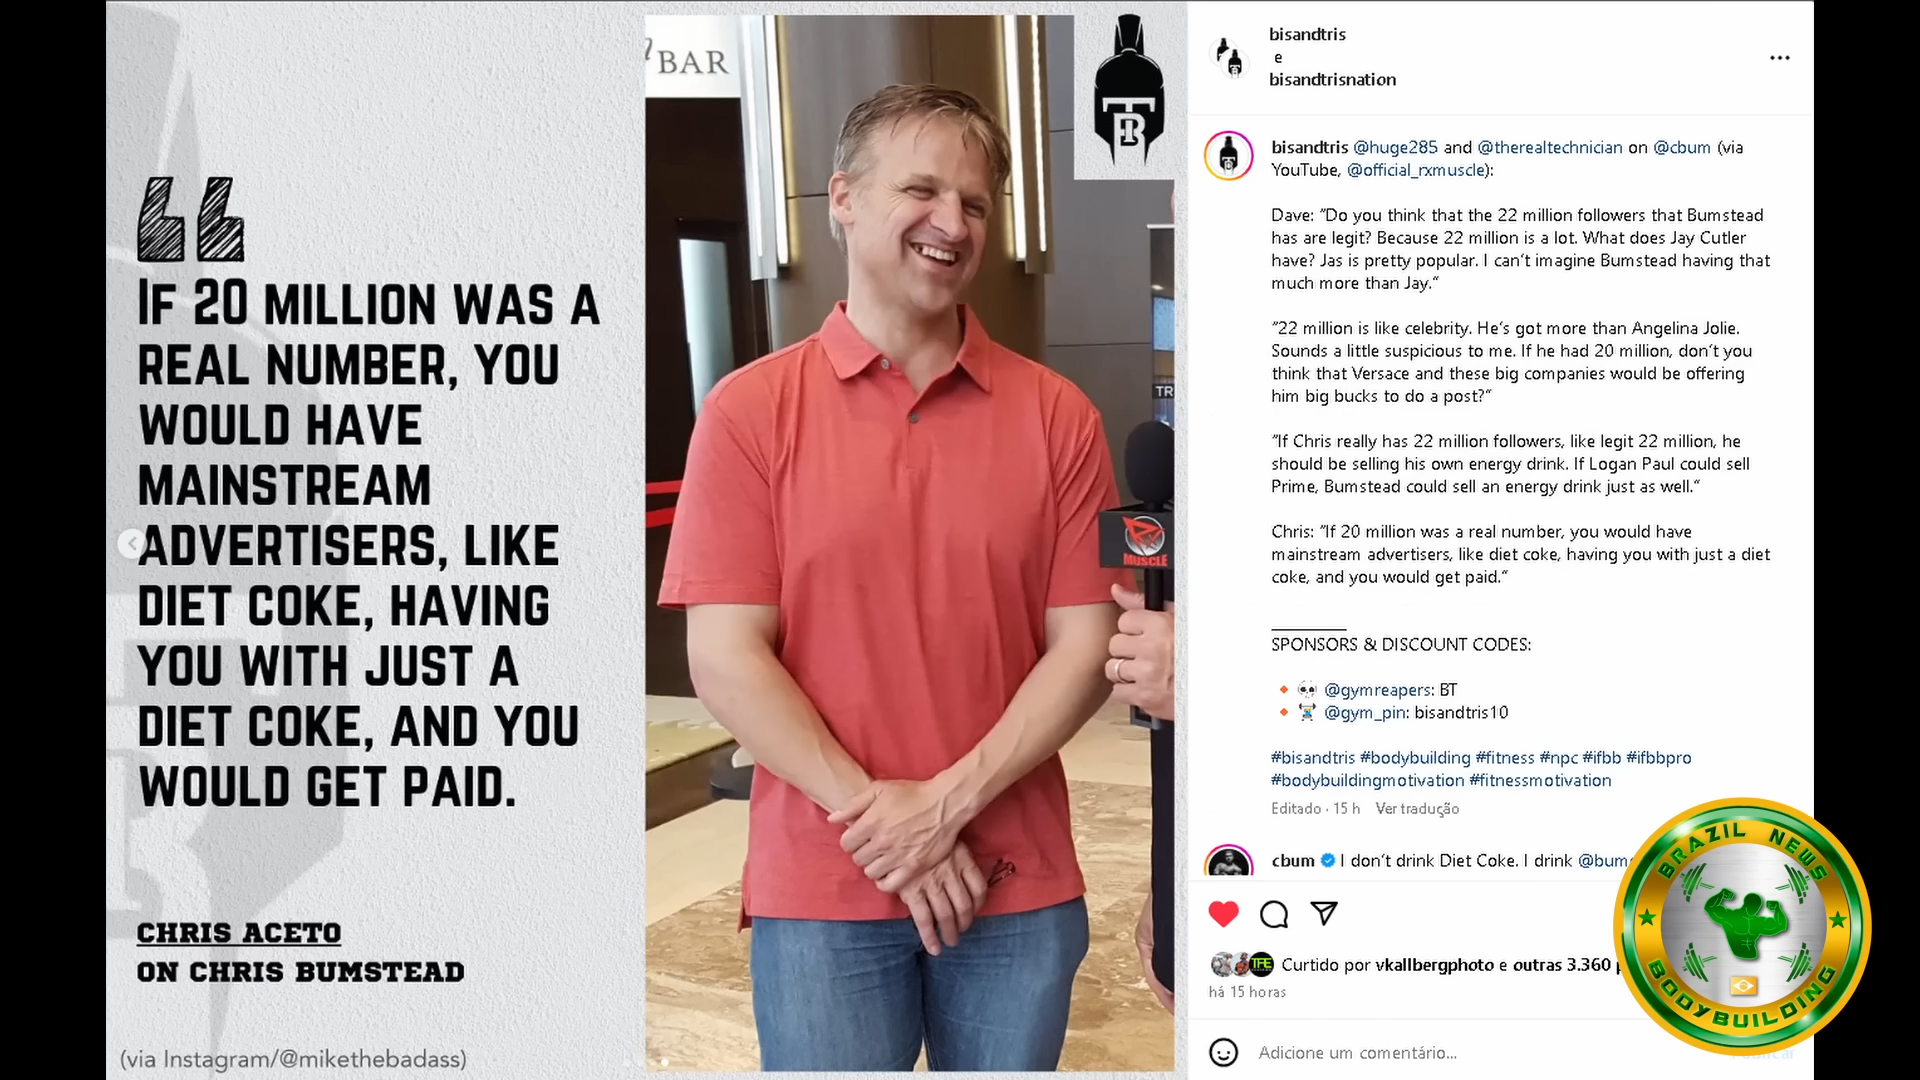 IF 20 MILLION WAS A
REAL NUMBER, YOU
WOULD HAVE
MAINSTREAM
ADVERTISERS, LIKE
DIET COKE, HAVING
YOU WITH JUST A
DIET COKE, AND YOU
WOULD GET PAID.
CHRIS ACETO
ON CHRIS BUMSTEAD
(via Instagram/@mikethebadass)
BAR
TR
MUSCLE
bisandtris
e
bisandtrisnation
bisandtris @huge285 and @therealtechnician on @cbum (via
YouTube, @official_rxmuscle):
Dave: "Do you think that the 22 million followers that Bumstead
has are legit? Because 22 million is a lot. What does Jay Cutler
have? Jas is pretty popular. I can't imagine Bumstead having that
much more than Jay."
"22 million is like celebrity. He's got more than Angelina Jolie.
Sounds a little suspicious to me. If he had 20 million, don't you
think that Versace and these big companies would be offering
him big bucks to do a post?"
"If Chris really has 22 million followers, like legit 22 million, he
should be selling his own energy drink. If Logan Paul could sell
Prime, Bumstead could sell an energy drink just as well."
Chris: "If 20 million was a real number, you would have
mainstream advertisers, like diet coke, having you with just a diet
coke, and you would get paid."
SPONSORS & DISCOUNT CODES:
@gymreapers: BT
@gym_pin: bisandtris10
#bisandtris #bodybuilding #fitness #npc #ifbb #ifbbpro
#bodybuildingmotivation #fitnessmotivation
Editado · 15 h Ver tradução
cbum I don't drink Diet Coke. I drink
TFE
Curtido por vkallbergphoto e outras 3.360
há 15 horas
Adicione um comentário...
BRAZIL NEWS
BODYBUILDING